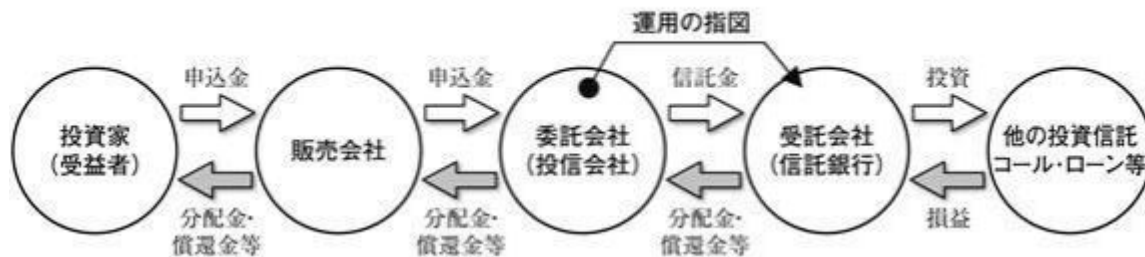 運用の指図
申込金
申込金
信託金
投資
投資家
(受益者)
販売会社
委託会社
(投信会社)
受託会社
(信託銀行)
他の投資信託
コール・ローン等
分配金・
償還金等
分配金・
償還金等
分配金・
償還金等
損益